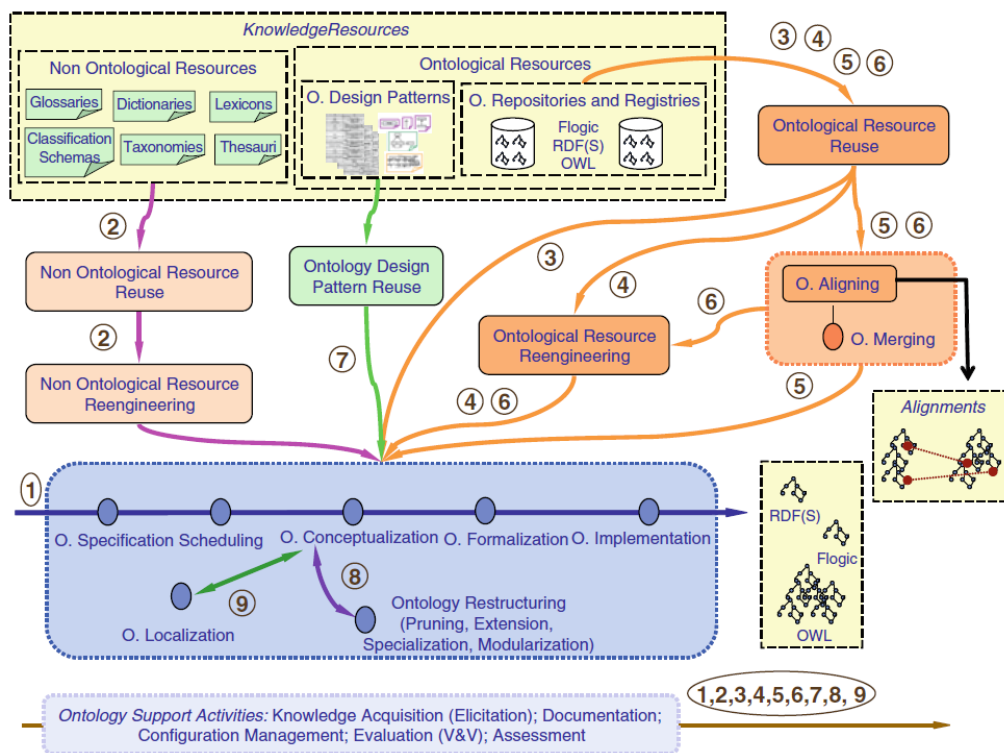 KnowledgeResources
Non Ontological Resources
Glossaries
Dictionaries
Lexicons
Classification
Schemas
Taxonomies
Thesauri
Ontological Resources
O. Design Patterns
O. Repositories and Registries
Flogic
RDF(S)
OWL
3
4
5
6
Ontological Resource
Reuse
2
Non Ontological Resource
Reuse
2
Non Ontological Resource
Reengineering
Ontology Design
Pattern Reuse
7
3
4
5
6
Ontological Resource
Reengineering
6
O. Aligning
O. Merging
4
6
5
Alignments
1
O. Specification
Scheduling
O. Conceptualization
O. Formalization
O. Implementation
9
8
O. Localization
Ontology Restructuring
(Pruning, Extension,
Specialization, Modularization)
RDF(S)
Flogic
OWL
1,2,3,4,5,6,7,8, 9
Ontology Support Activities: Knowledge Acquisition (Elicitation); Documentation;
Configuration Management; Evaluation (V&V); Assessment